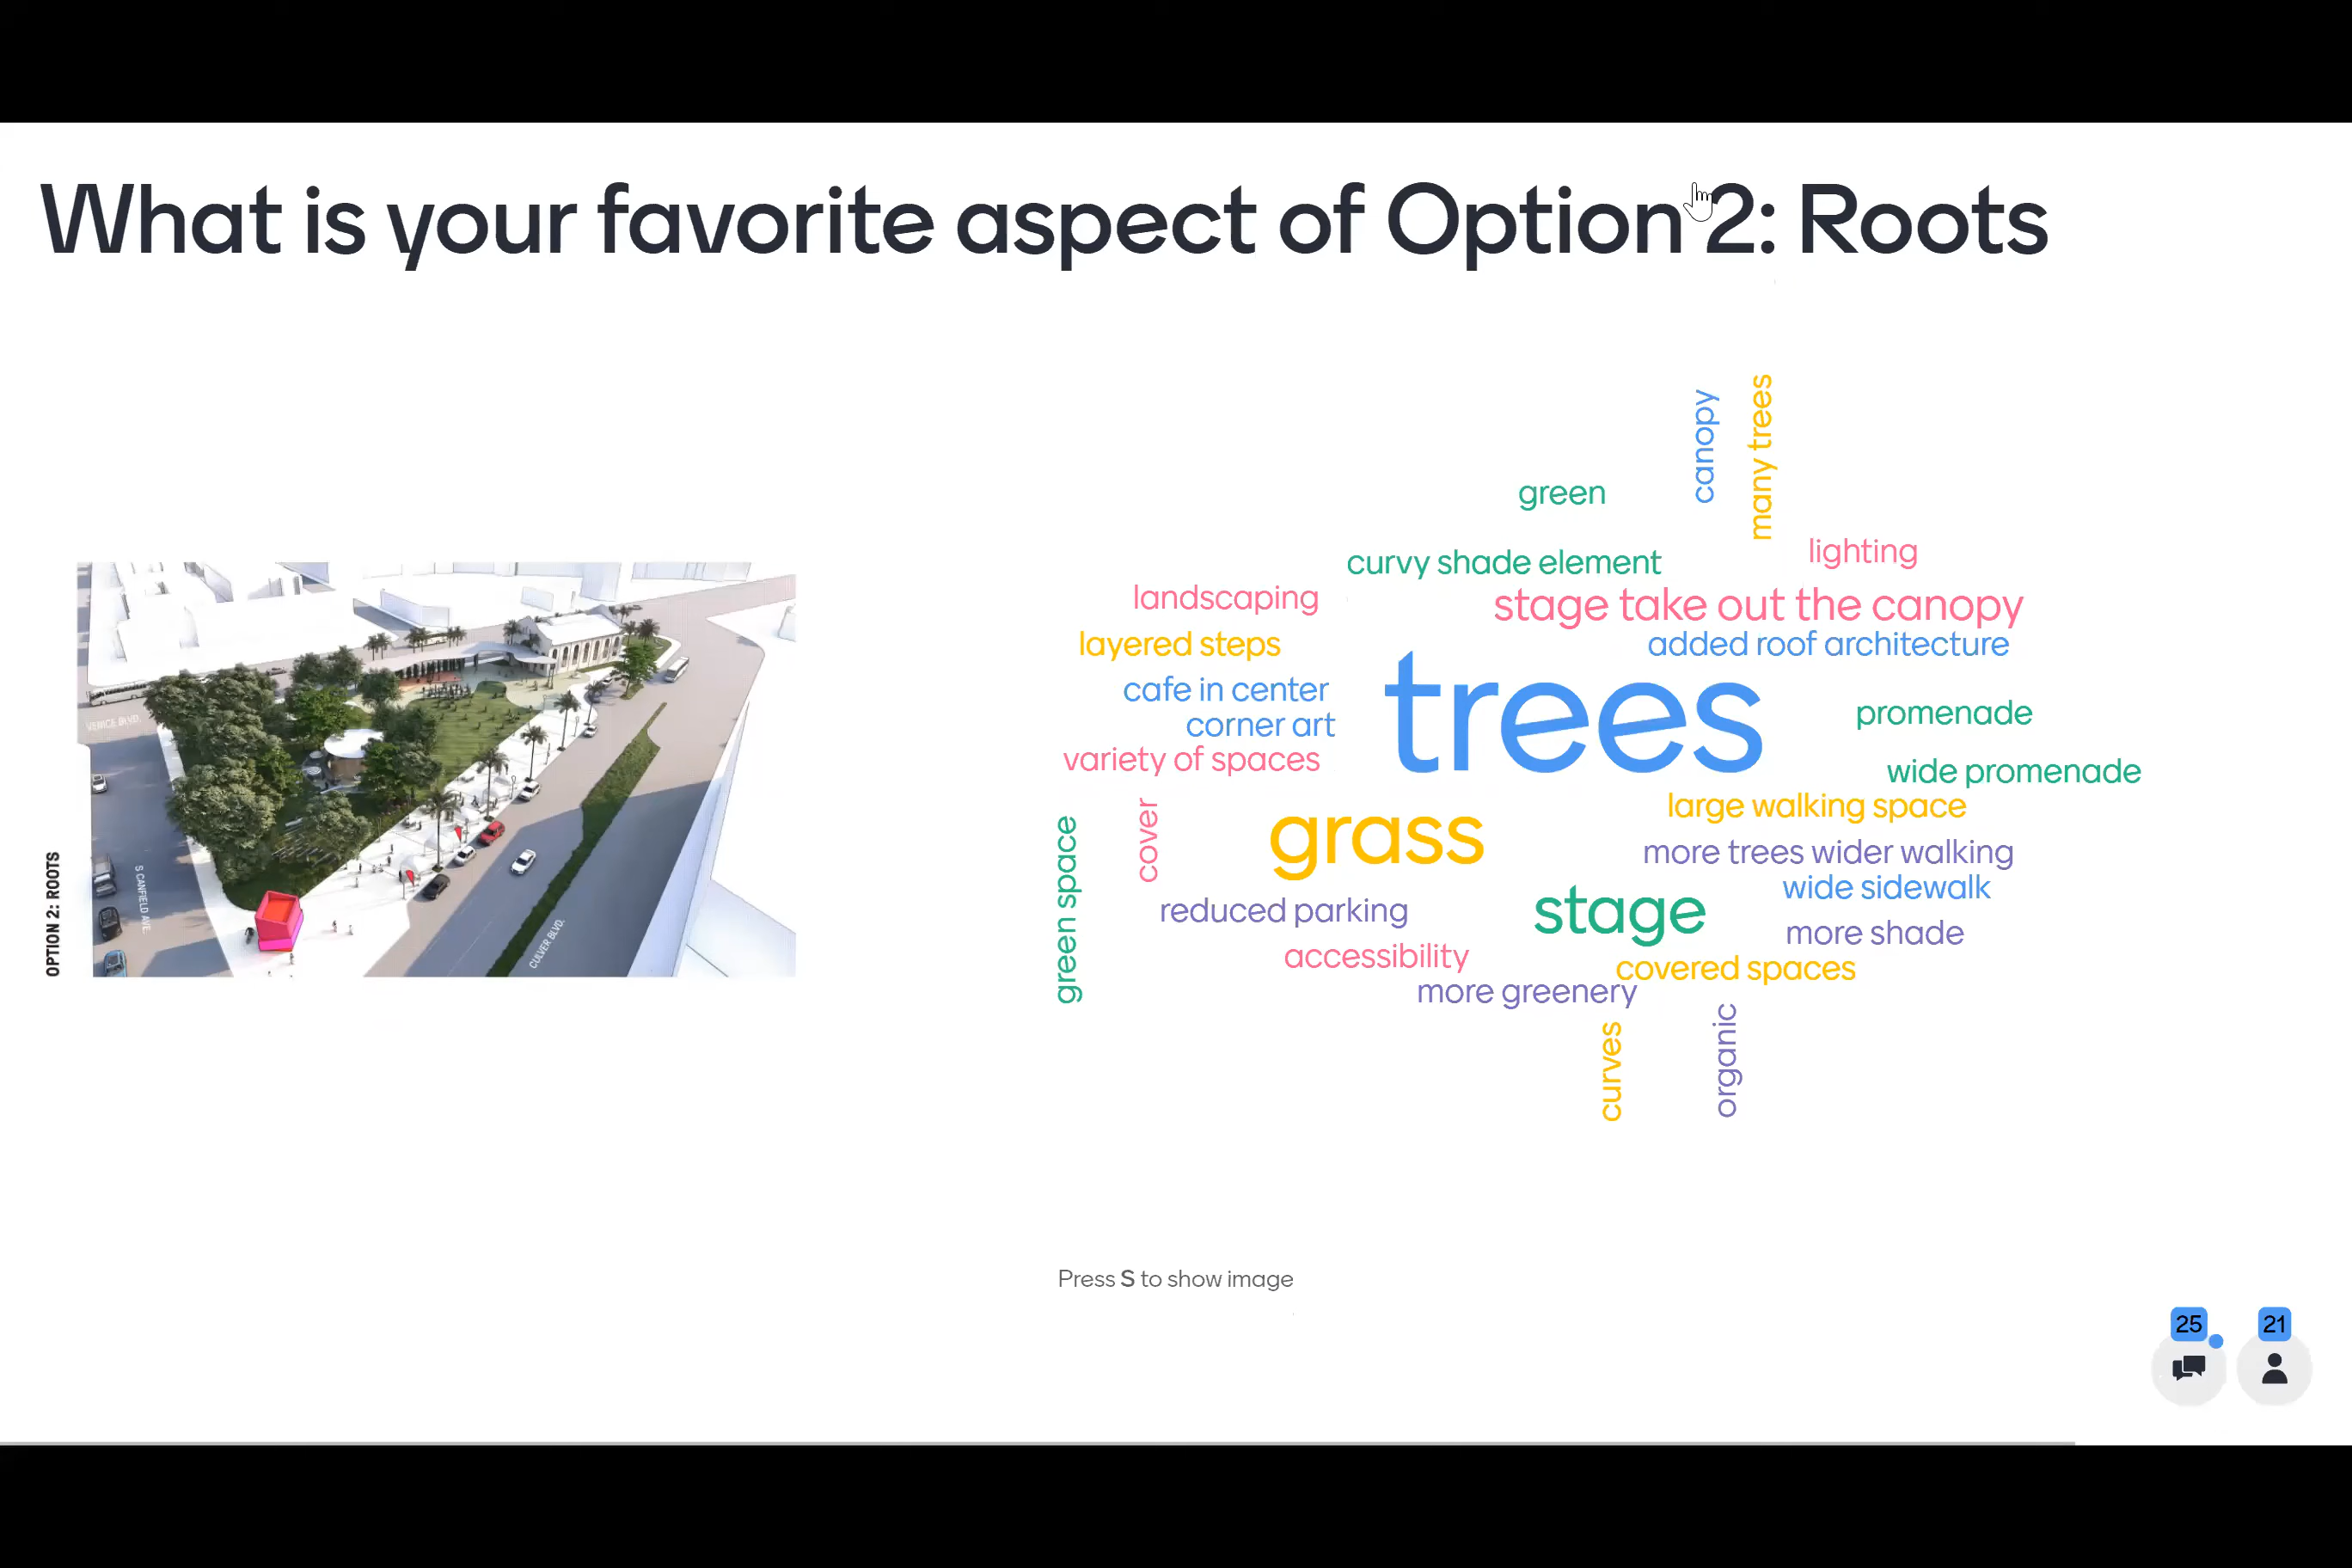 What is your favorite aspect of Option 2: Roots
canopy
many trees
green
lighting
curvy shade element
landscaping
stage take out the canopy
layered steps
added roof architecture
cafe in center
trees
corner art
promenade
variety of spaces
wide promenade
cover
large walking space
green space
grass
more trees wider walking
wide sidewalk
reduced parking
stage
more shade
accessibility
covered spaces
more greenery
curves
organic
OPTION 2: ROOTS
VENICE BLVD.
S CANFIELD AVE.
CULVER BLVD.
Press S to show image
25
21